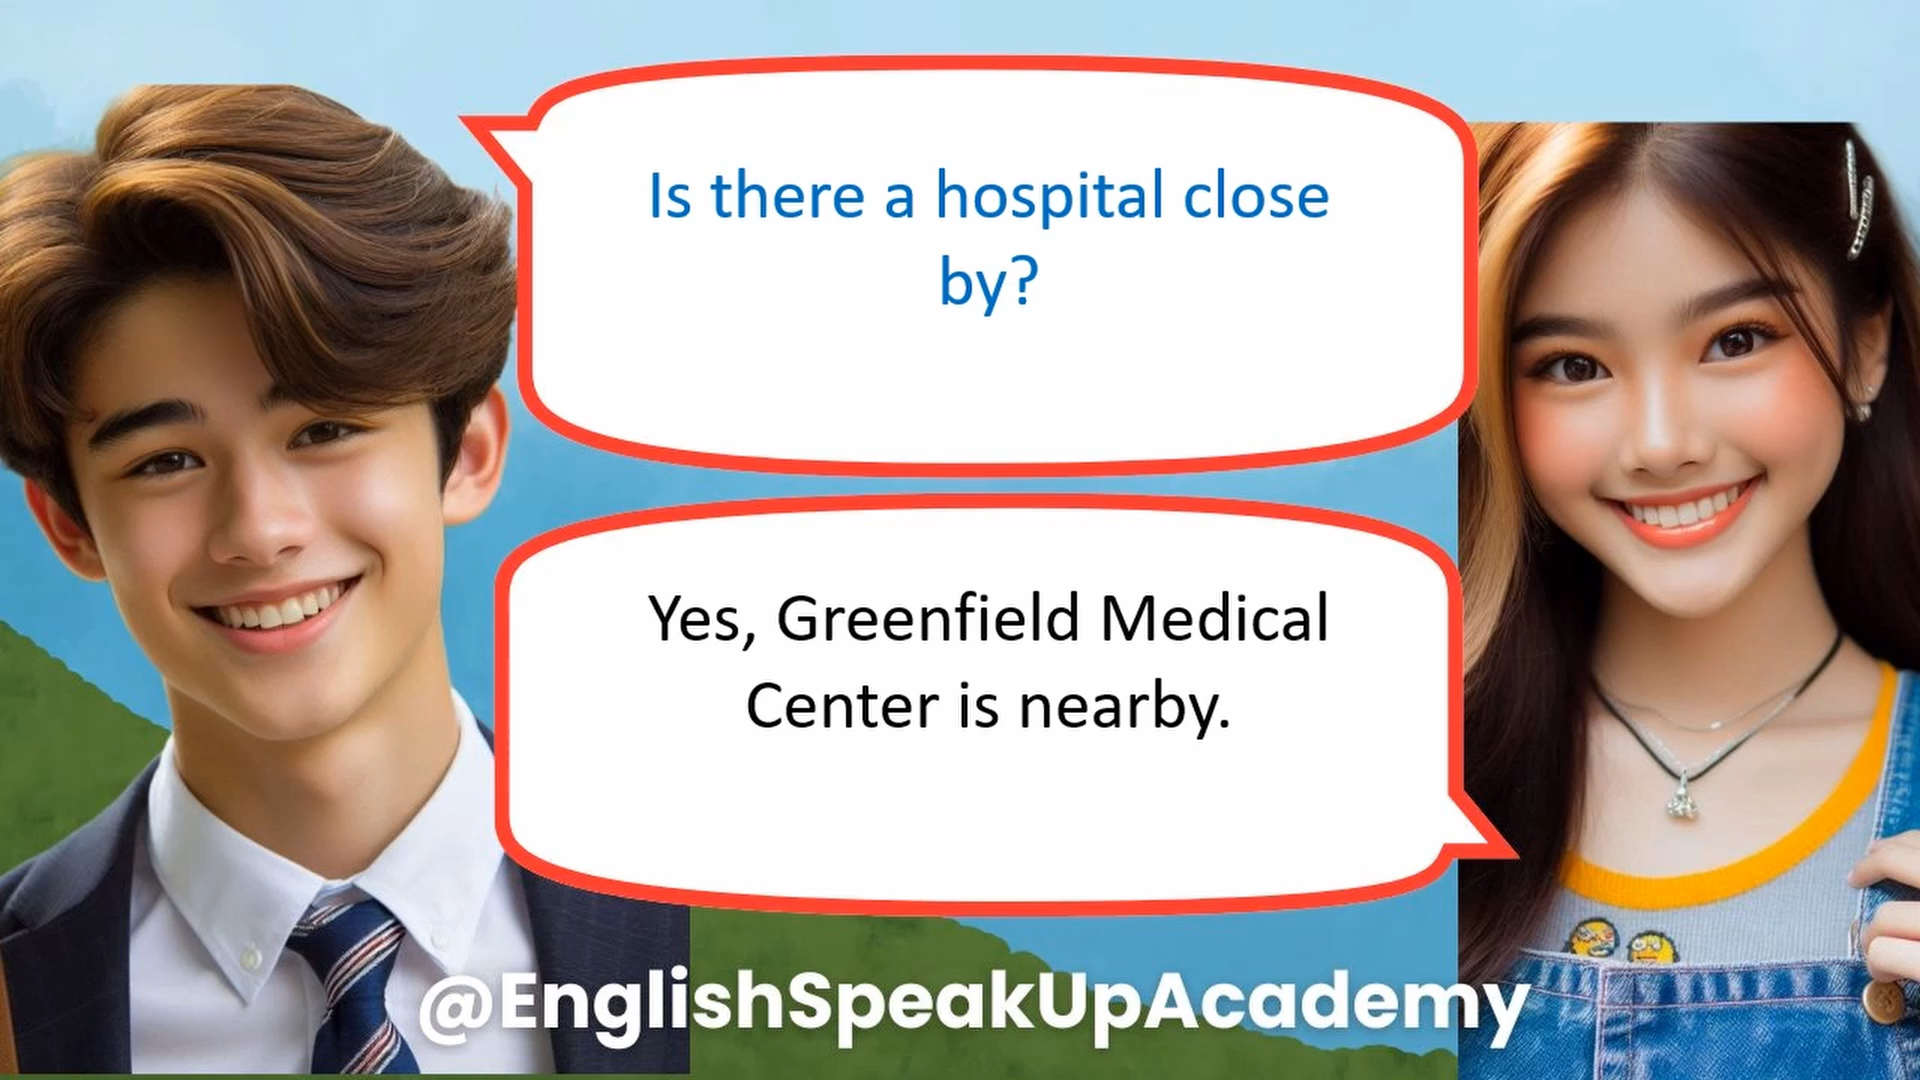 Is there a hospital close
by?
Yes, Greenfield Medical
Center is nearby.
@EnglishSpeakUpAcademy